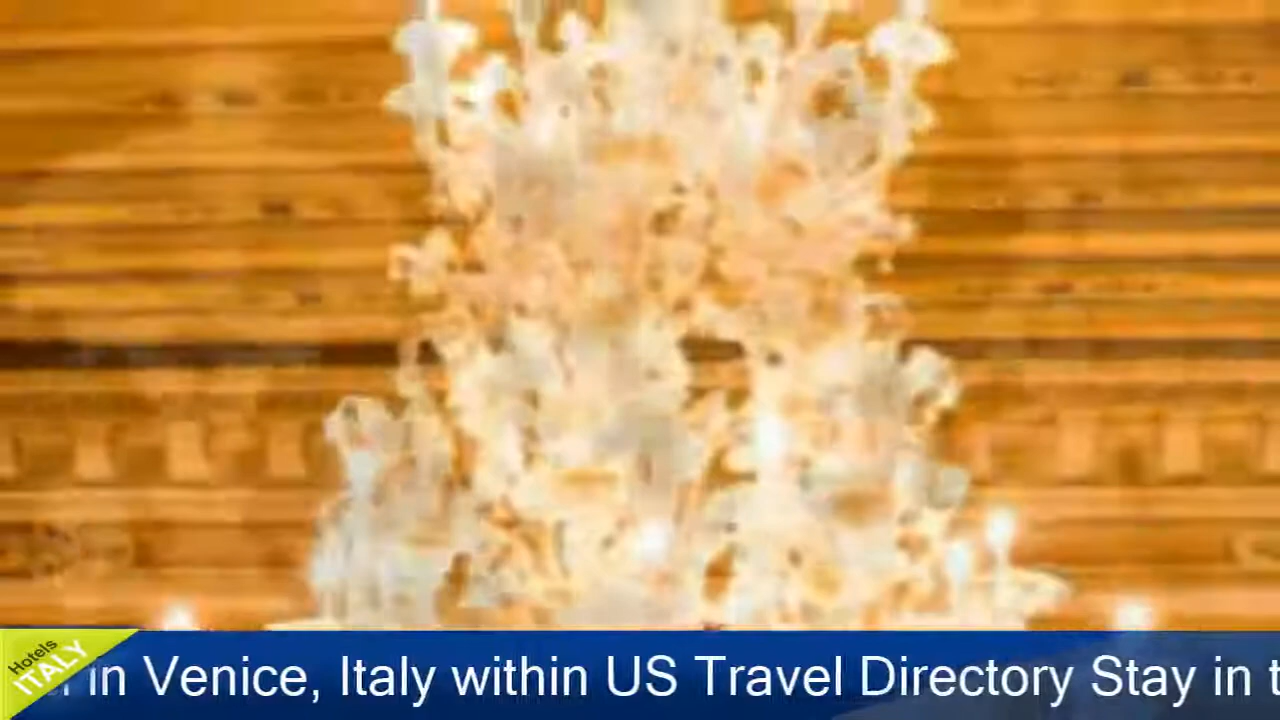 Hotels
ITALY
in Venice, Italy within US Travel Directory Stay in